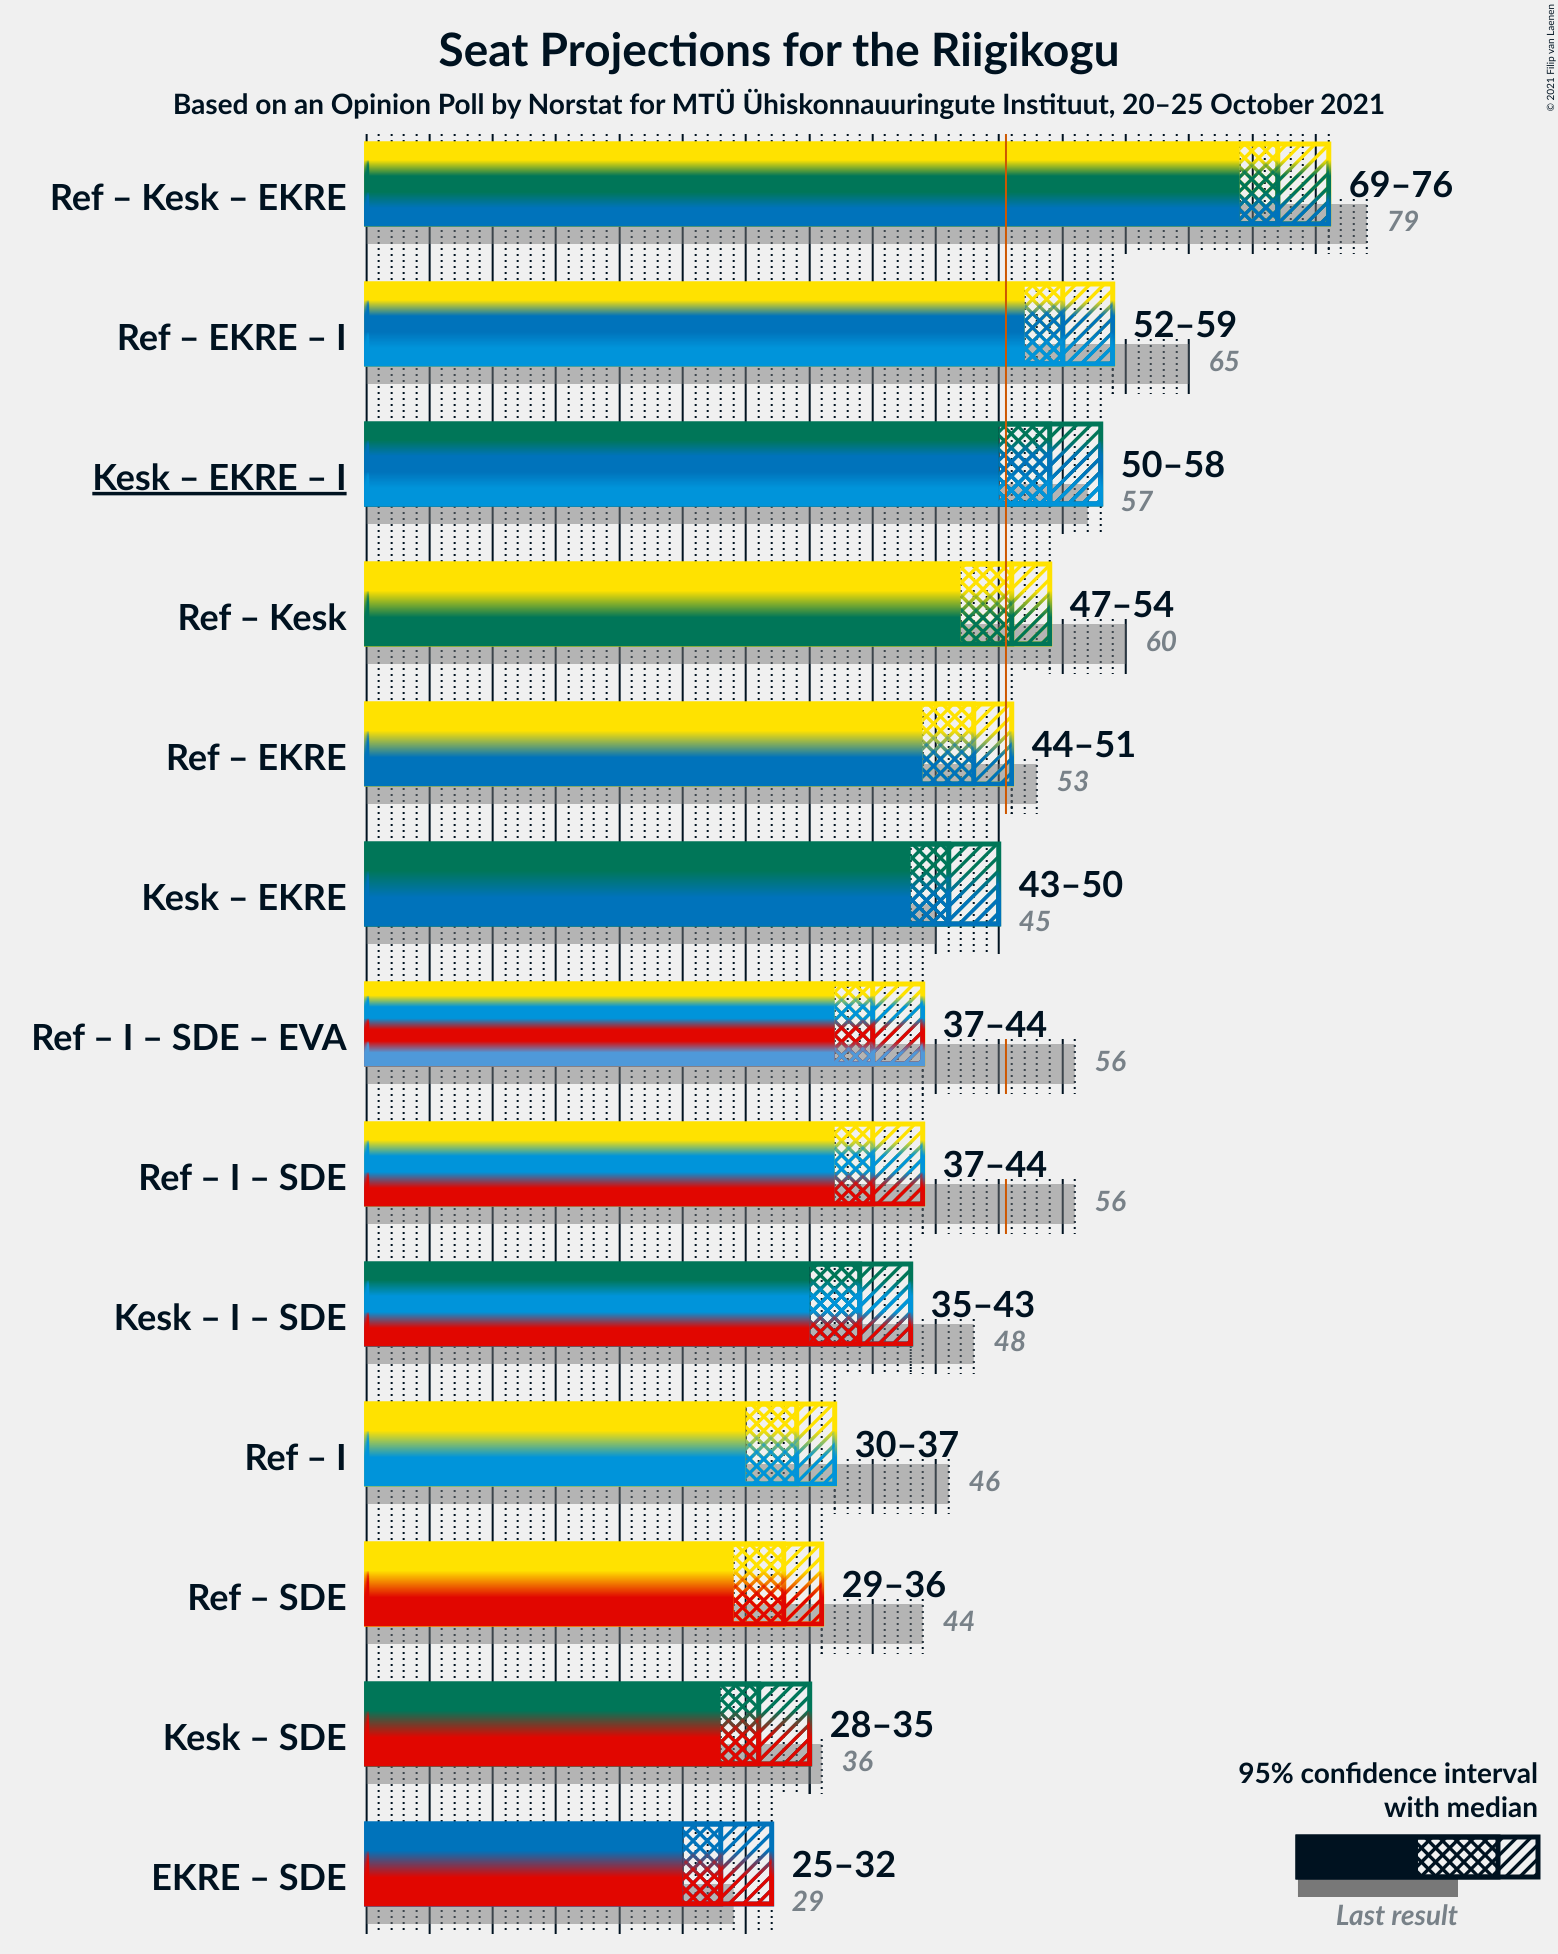 Seat Projections for the Riigikogu
© 2021 Filip van Laenen
Based on an Opinion Poll by Norstat for MTÜ Ühiskonnauuringute Instituut, 20–25 October 2021
Ref – Kesk – EKRE
69–76
79
Ref – EKRE – I
52–59
65
Kesk – EKRE – I
50–58
57
Ref – Kesk
47–54
60
Ref – EKRE
44–51
53
Kesk – EKRE
43–50
45
Ref – I – SDE – EVA
37–44
56
Ref – I – SDE
37–44
56
Kesk – I – SDE
35–43
48
Ref – I
30–37
46
Ref – SDE
29–36
44
Kesk – SDE
28–35
36
EKRE – SDE
25–32
29
95% confidence interval
with median
Last result